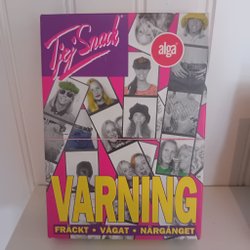 Tjej Snack
alga
VARNING
FRÄCKT • VÅGAT • NÄRGÅNGET